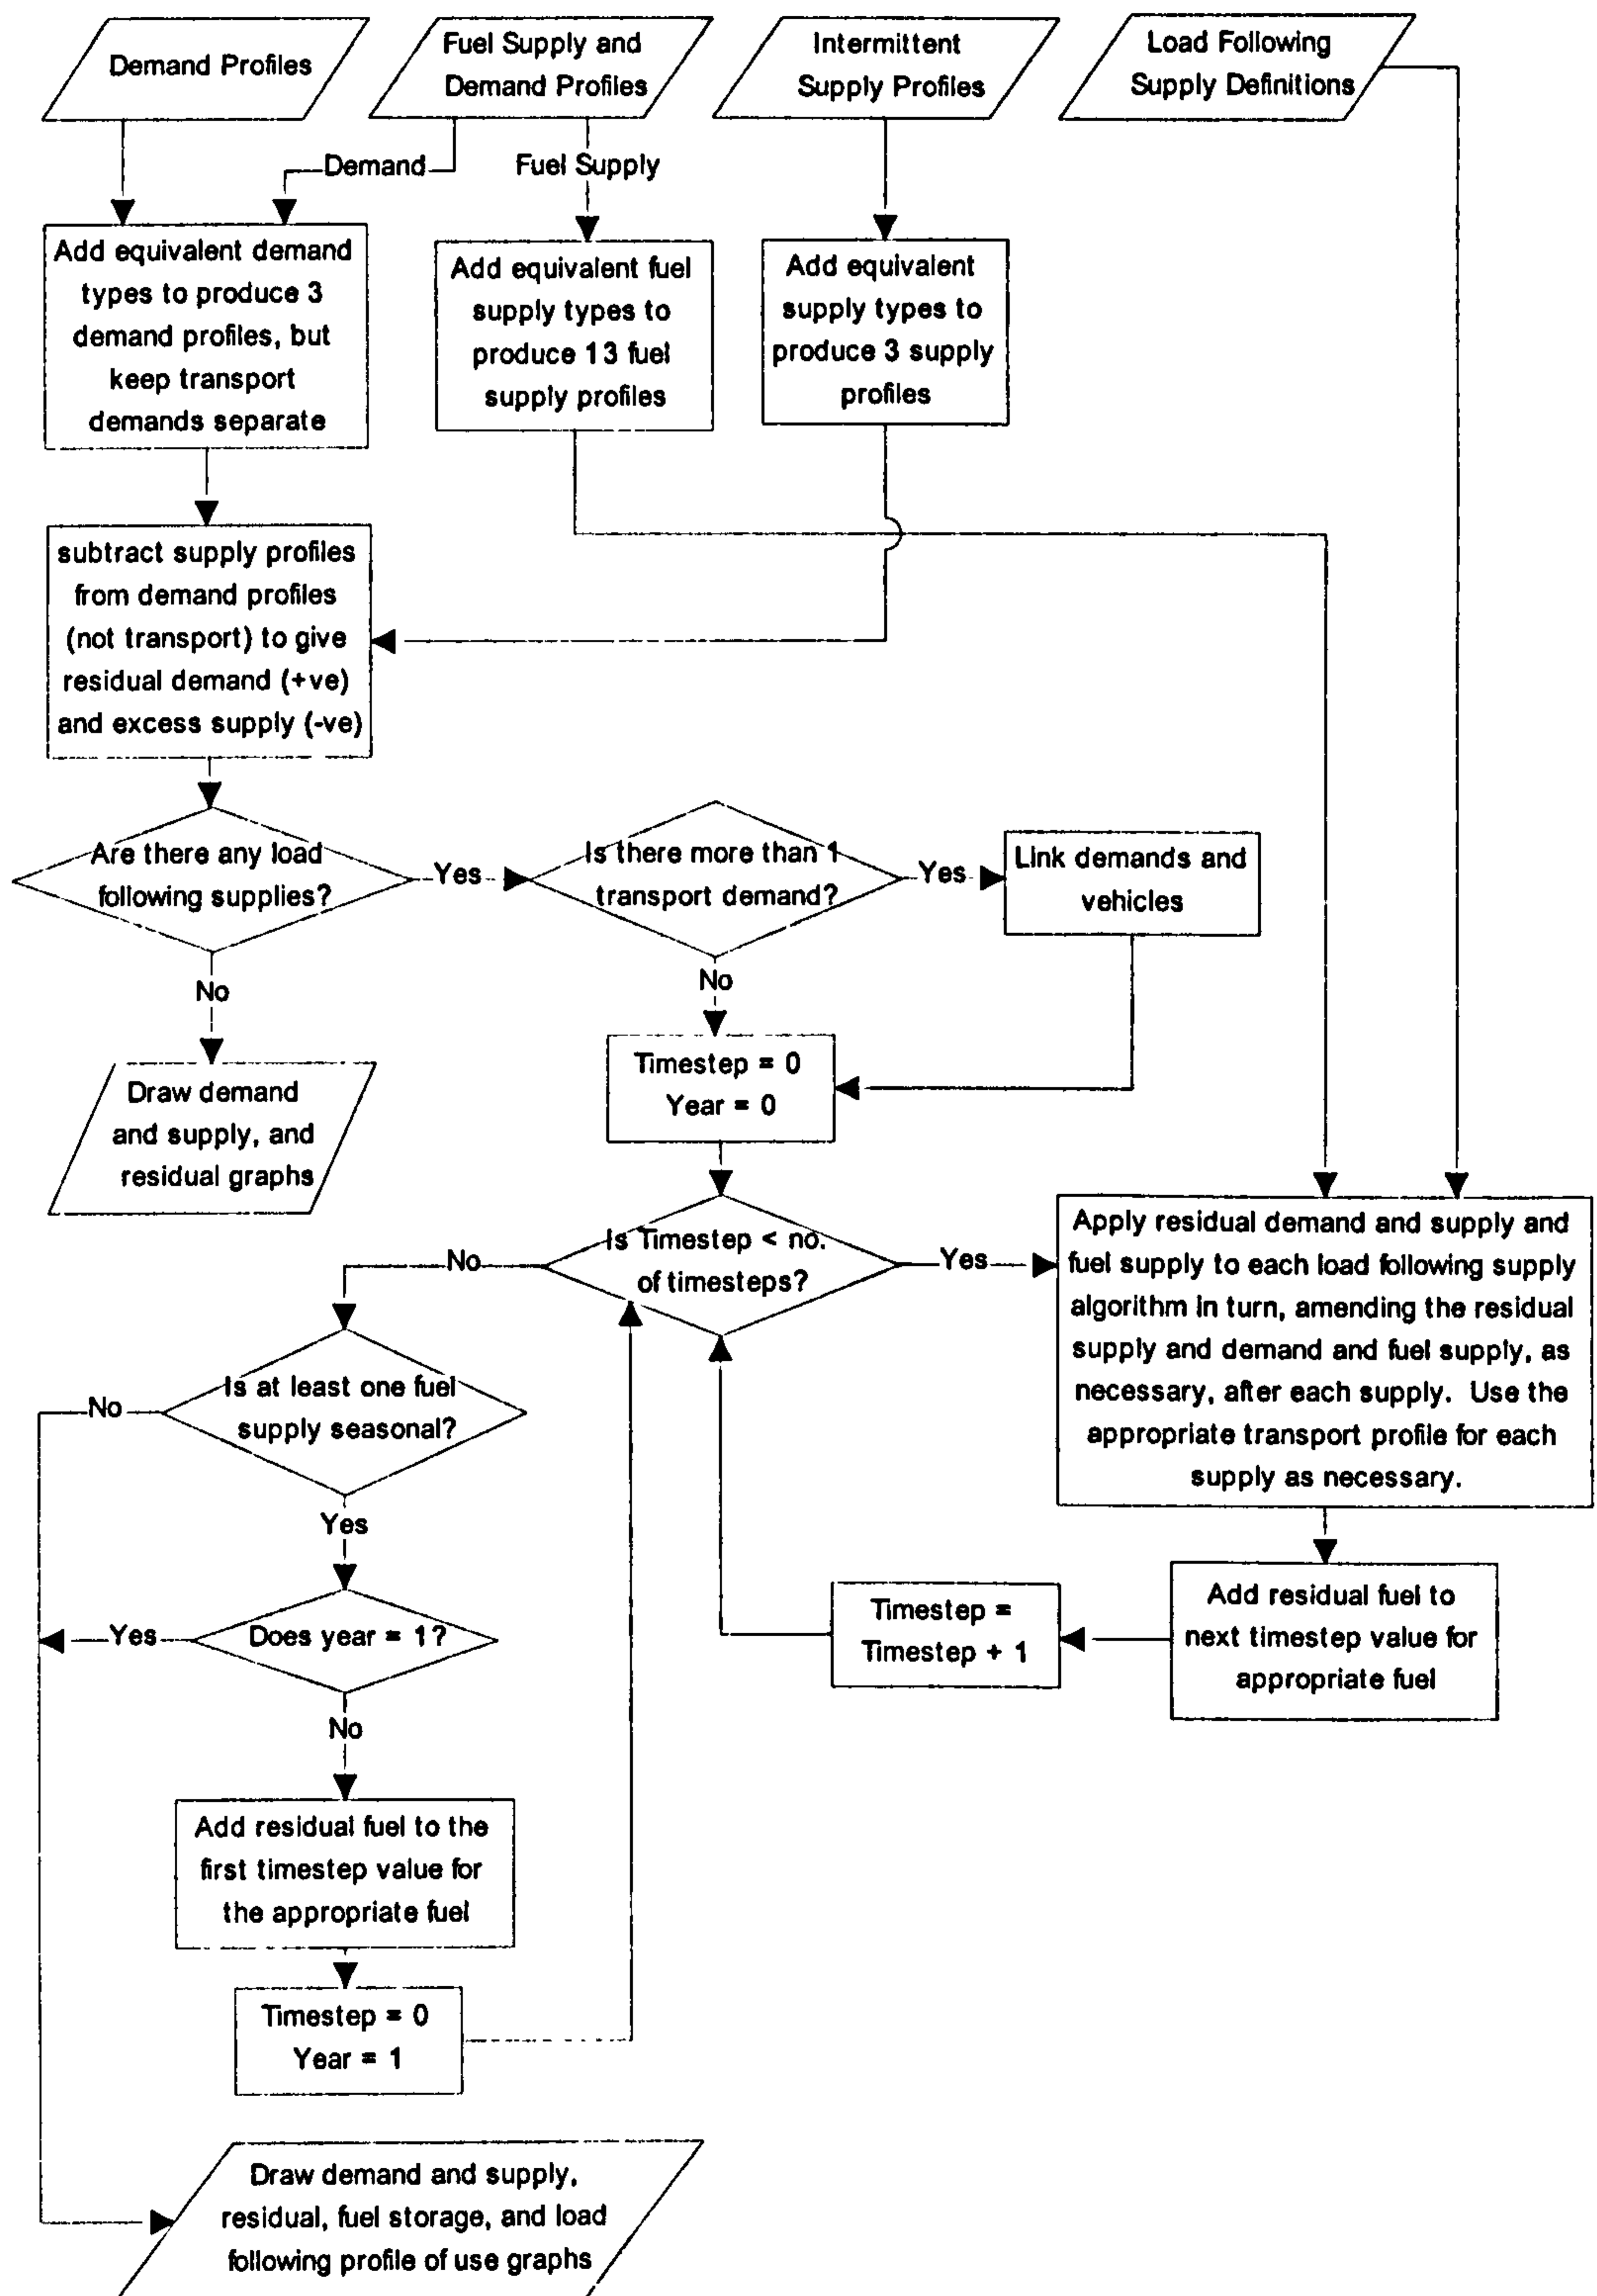 Demand Profiles
Fuel Supply and
Demand Profiles
Intermittent
Supply Profiles
Load Following
Supply Definitions
Demand
Fuel Supply
Add equivalent demand
types to produce 3
demand profiles, but
keep transport
demands separate
Add equivalent fuel
supply types to
produce 13 fuel
supply profiles
Add equivalent
supply types to
produce 3 supply
profiles
subtract supply profiles
from demand profiles
(not transport) to give
residual demand (+ve)
and excess supply (-ve)
Are there any load
following supplies?
Yes
Is there more than 1
transport demand?
Yes
Link demands and
vehicles
No
No
Draw demand
and supply, and
residual graphs
Timestep = 0
Year = 0
Is Timestep < no.
of timesteps?
No
Yes
Apply residual demand and supply and
fuel supply to each load following supply
algorithm in turn, amending the residual
supply and demand and fuel supply, as
necessary, after each supply. Use the
appropriate transport profile for each
supply as necessary.
Is at least one fuel
supply seasonal?
No
Yes
Add residual fuel to
next timestep value for
appropriate fuel
Timestep =
Timestep + 1
Does year = 1?
Yes
No
Add residual fuel to the
first timestep value for
the appropriate fuel
Timestep = 0
Year = 1
Draw demand and supply,
residual, fuel storage, and load
following profile of use graphs